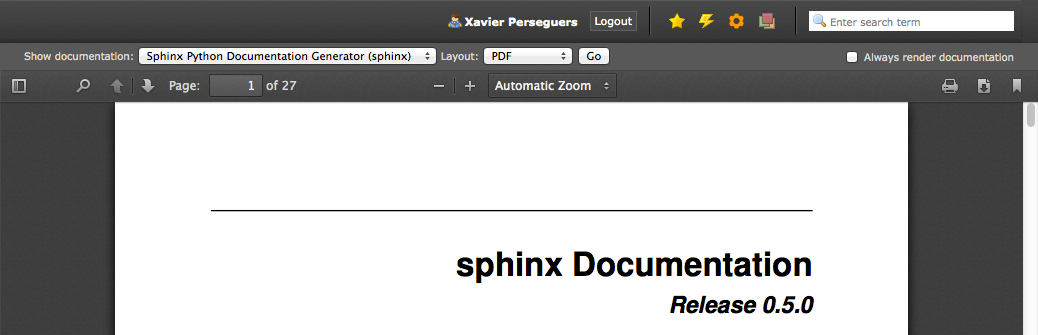 Xavier Perseguers Logout Enter search term
Show documentation: Sphinx Python Documentation Generator (sphinx) Layout: PDF Go Always render documentation
Page: 1 of 27 Automatic Zoom
sphinx Documentation
Release 0.5.0